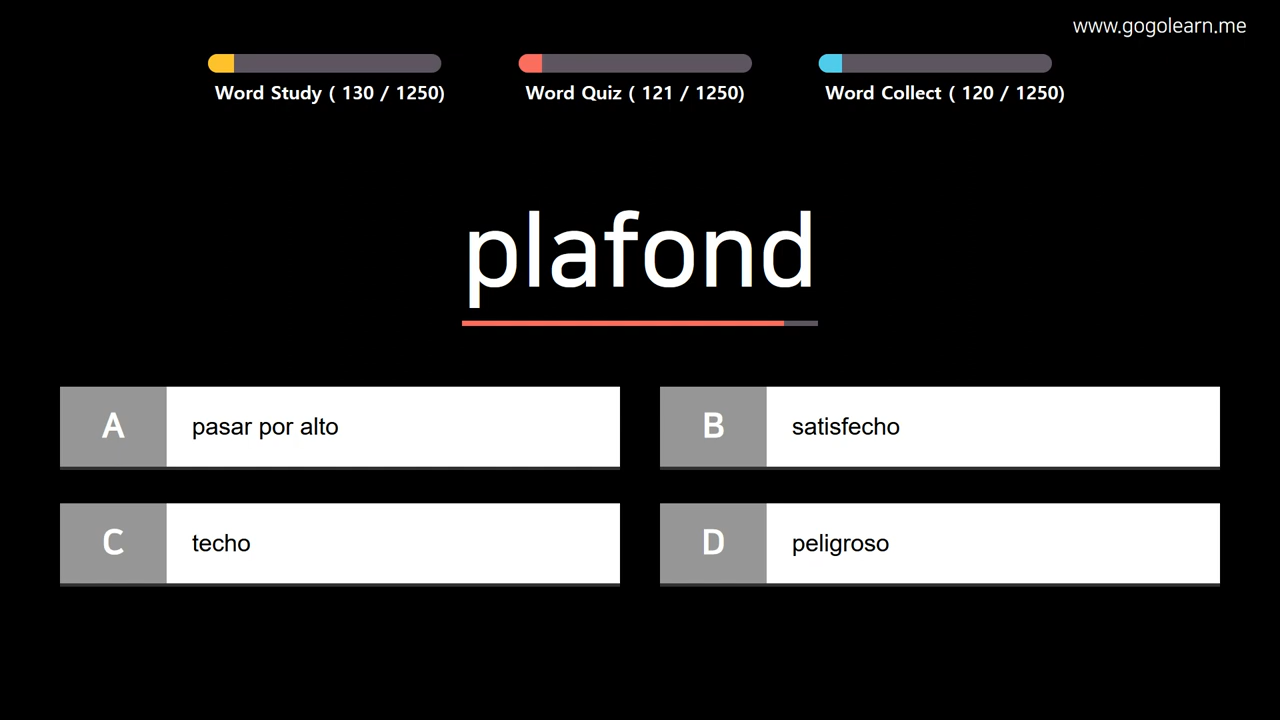 www.gogolearn.me
Word Study ( 130 / 1250)
Word Quiz ( 121 / 1250)
Word Collect ( 120 / 1250)
plafond
A pasar por alto
B satisfecho
C techo
D peligroso